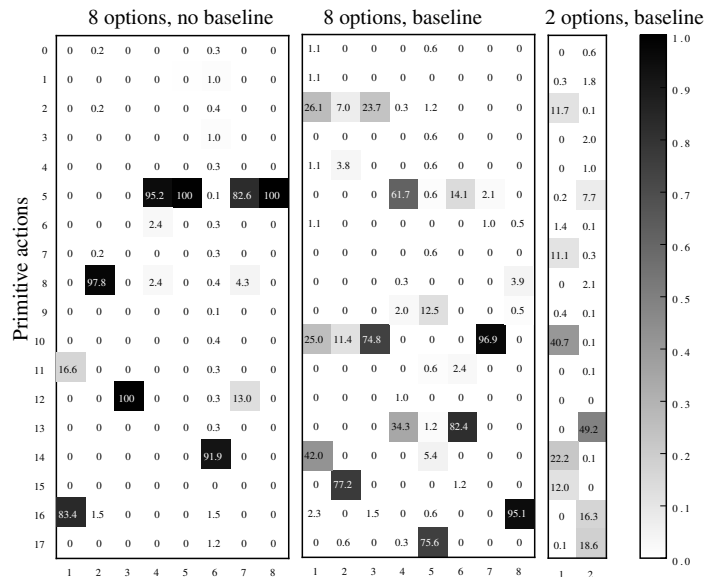 8 options, no baseline 8 options, baseline 2 options, baseline
0 0 0.2 0 0 0 0.3 0 0 1.1 0 0 0 0.6 0 0 0 0 0.6 1.0
1 0 0 0 0 0 1.0 0 0 1.1 0 0 0 0 0 0 0 0.3 1.8 0.9
2 0 0.2 0 0 0 0.4 0 0 26.1 7.0 23.7 0.3 1.2 0 0 0 11.7 0.1
3 0 0 0 0 0 1.0 0 0 0 0 0 0 0.6 0 0 0 0 2.0 0.8
4 0 0 0 0 0 0.3 0 0 1.1 3.8 0 0 0 0 0 0 0 1.0
5 0 0 0 95.2 100 0.1 82.6 100 0 0 0 61.7 0.6 14.1 2.1 0 0.2 7.7 0.7
6 0 0 0 2.4 0 0.3 0 0 1.1 0 0 0 0 0 1.0 0.5 1.4 0.1 0.6
7 0 0.2 0 0 0 0.3 0 0 0 0 0 0 0.6 0 0 0 11.1 0.3
8 0 97.8 0 2.4 0 0.4 4.3 0 0 0 0 0.3 0 0 0 3.9 0 2.1 0.5
9 0 0 0 0 0 0.1 0 0 0 0 0 2.0 12.5 0 0 0.5 0.4 0.1
10 0 0 0 0 0 0.4 0 0 25.0 11.4 74.8 0 0 0 96.9 0 40.7 0.1 0.4
11 16.6 0 0 0 0 0.3 0 0 0 0 0 0 0.6 2.4 0 0 0 0 0.3
12 0 0 100 0 0 0.3 13.0 0 0 0 0 1.0 0 0 0 0 0 0
13 0 0 0 0 0 0.3 0 0 0 0 0 34.3 1.2 82.4 0 0 0 49.2 0.2
14 0 0 0 0 0 91.9 0 0 42.0 0 0 0 5.4 0 0 0 22.2 0.1
15 0 0 0 0 0 0 0 0 0 77.2 0 0 0 1.2 0 0 12.0 0 0.1
16 83.4 1.5 0 0 0 1.5 0 0 2.3 0 1.5 0 0.6 0 0 95.1 0 16.3
17 0 0 0 0 0 1.2 0 0 0 0.6 0 0.3 75.6 0 0 0 0.1 18.6 0.0
1 2 3 4 5 6 7 8 1 2 3 4 5 6 7 8 1 2
Primitive actions